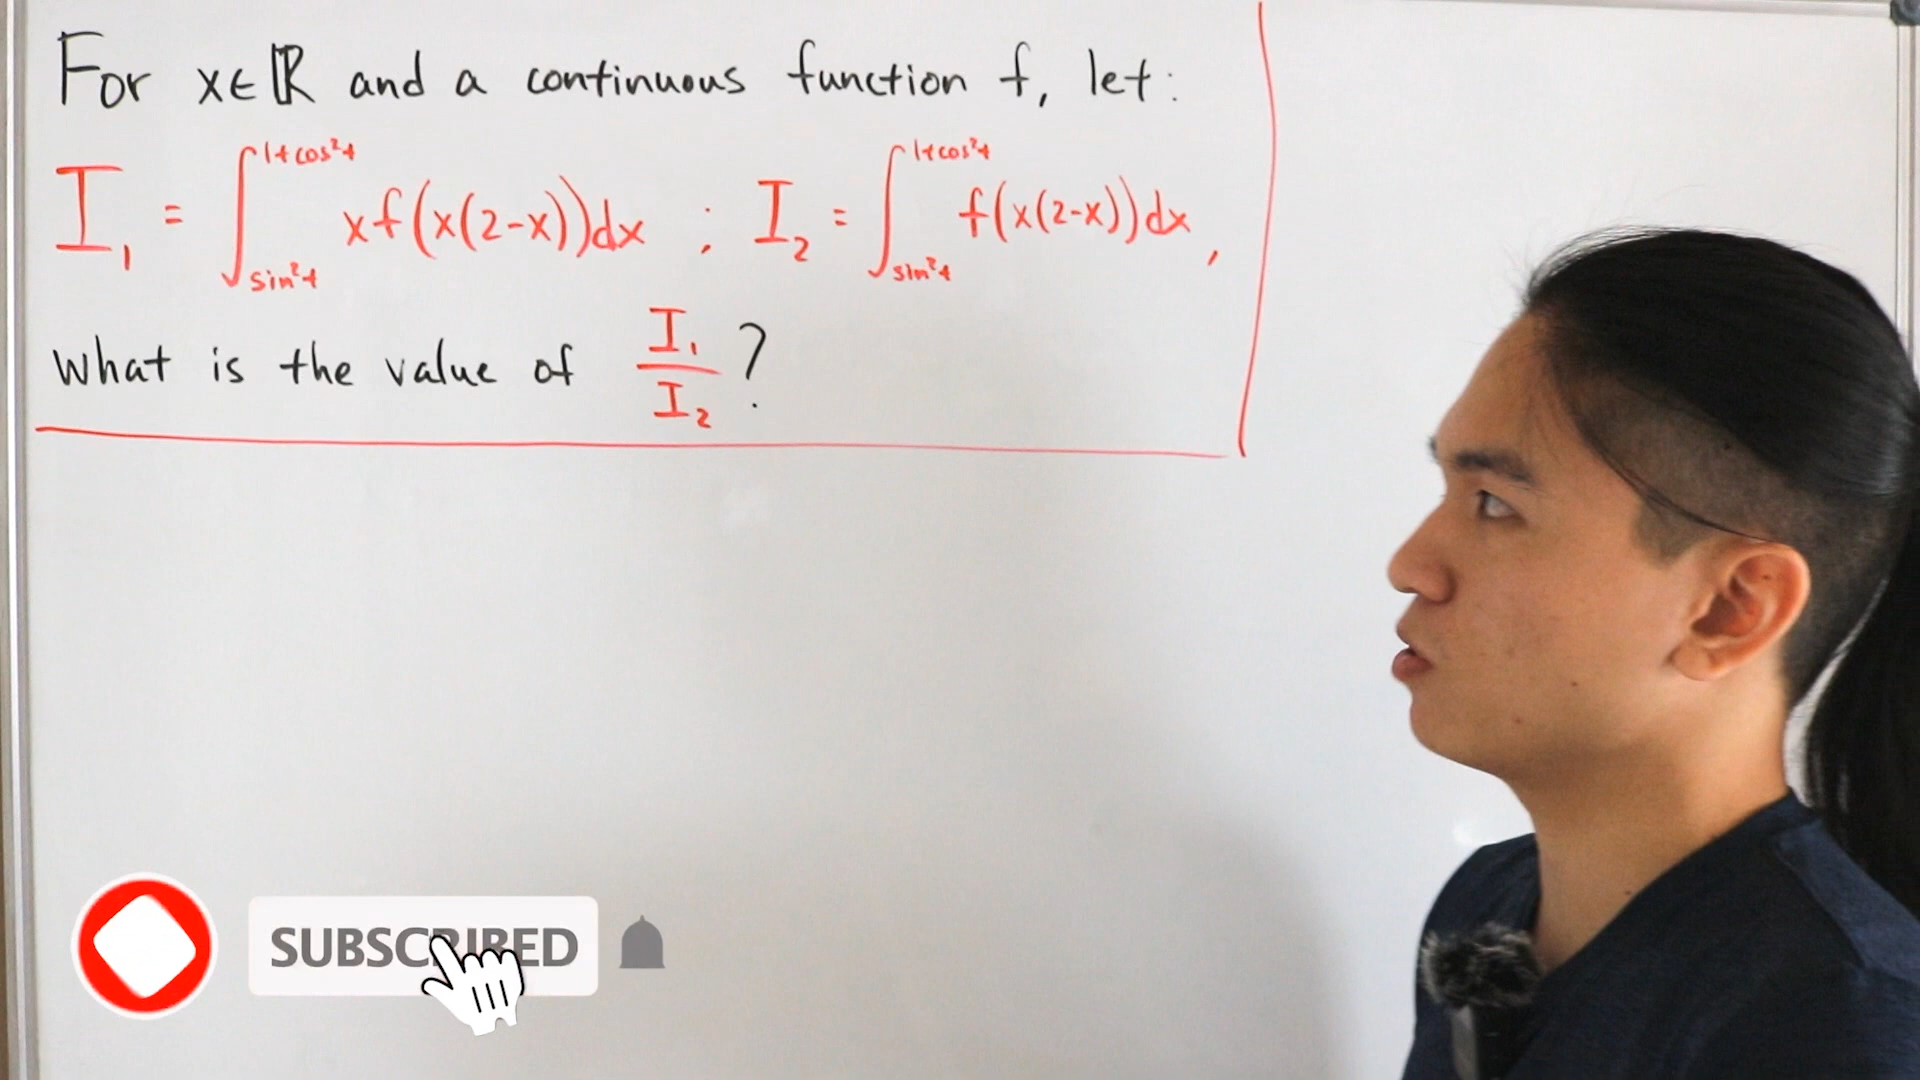 For x∈ℝ and a continuous function f, let:
I₁ = ∫_{sin²t}^{1+cos²t} xf(x(2-x))dx ; I₂ = ∫_{sin²t}^{1+cos²t} f(x(2-x))dx ,
what is the value of I₁/I₂ ?
SUBSCRIBED